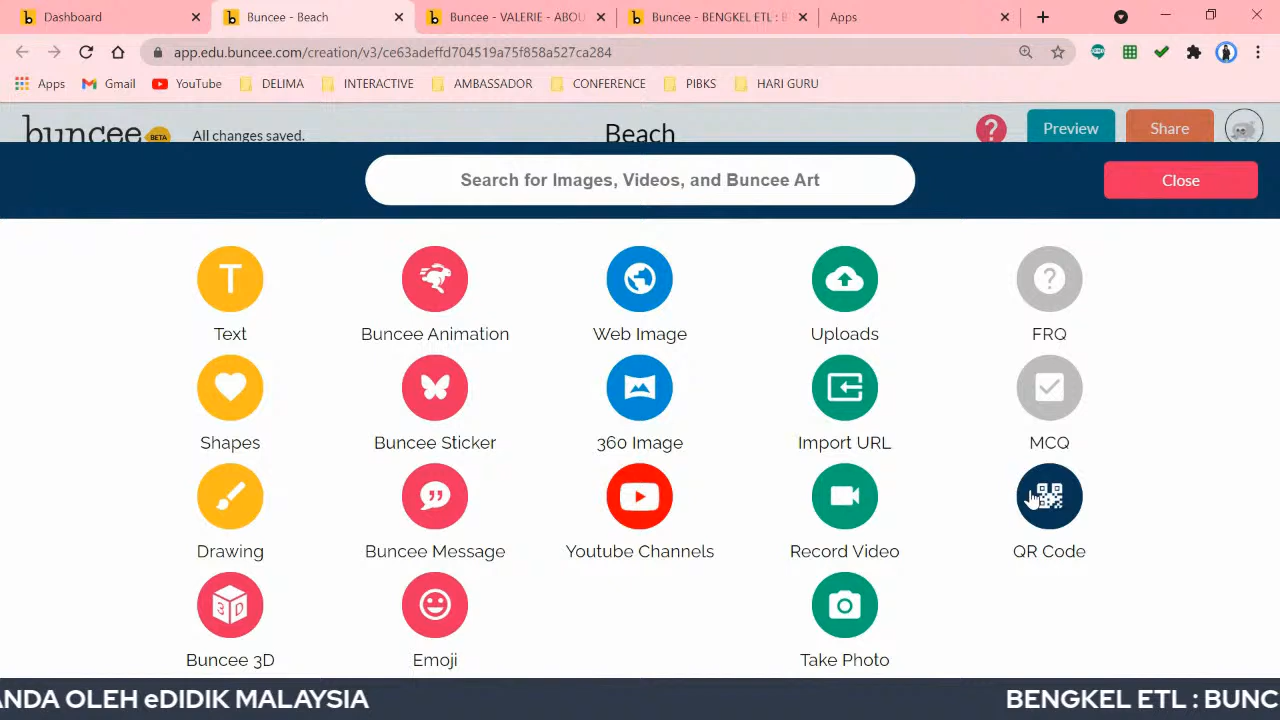 Dashboard
Buncee - Beach
Buncee - VALERIE - ABOU
Buncee - BENGKEL ETL : B
Apps
app.edu.buncee.com/creation/v3/ce63adeffd704519a75f858a527ca284
Apps
Gmail
YouTube
DELIMA
INTERACTIVE
AMBASSADOR
CONFERENCE
PIBKS
HARI GURU
buncee BETA
All changes saved.
Beach
Preview
Share
Search for Images, Videos, and Buncee Art
Close
Text
Buncee Animation
Web Image
Uploads
FRQ
Shapes
Buncee Sticker
360 Image
Import URL
MCQ
Drawing
Buncee Message
Youtube Channels
Record Video
QR Code
3D
Buncee 3D
Emoji
Take Photo
ANDA OLEH eDIDIK MALAYSIA
BENGKEL ETL : BUNC